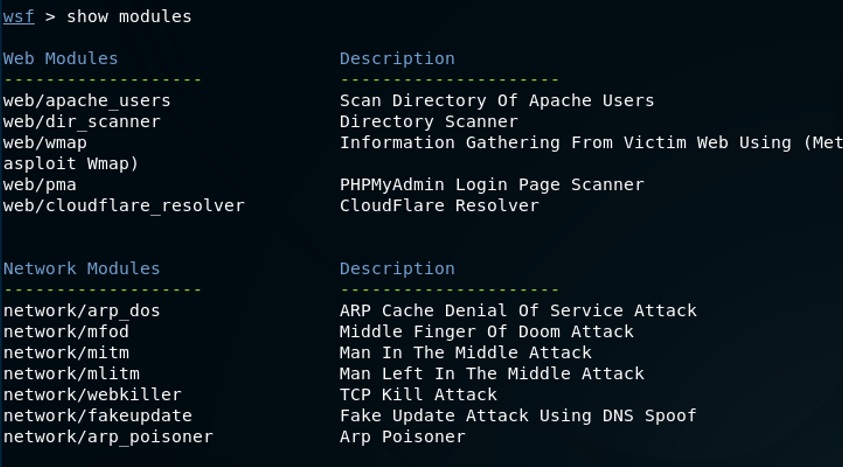 wsf > show modules
Web Modules Description
------------------- ---------------------
web/apache_users Scan Directory Of Apache Users
web/dir_scanner Directory Scanner
web/wmap Information Gathering From Victim Web Using (Met
asploit Wmap)
web/pma PHPMyAdmin Login Page Scanner
web/cloudflare_resolver CloudFlare Resolver
Network Modules Description
------------------- ---------------------
network/arp_dos ARP Cache Denial Of Service Attack
network/mfod Middle Finger Of Doom Attack
network/mitm Man In The Middle Attack
network/mlitm Man Left In The Middle Attack
network/webkiller TCP Kill Attack
network/fakeupdate Fake Update Attack Using DNS Spoof
network/arp_poisoner Arp Poisoner